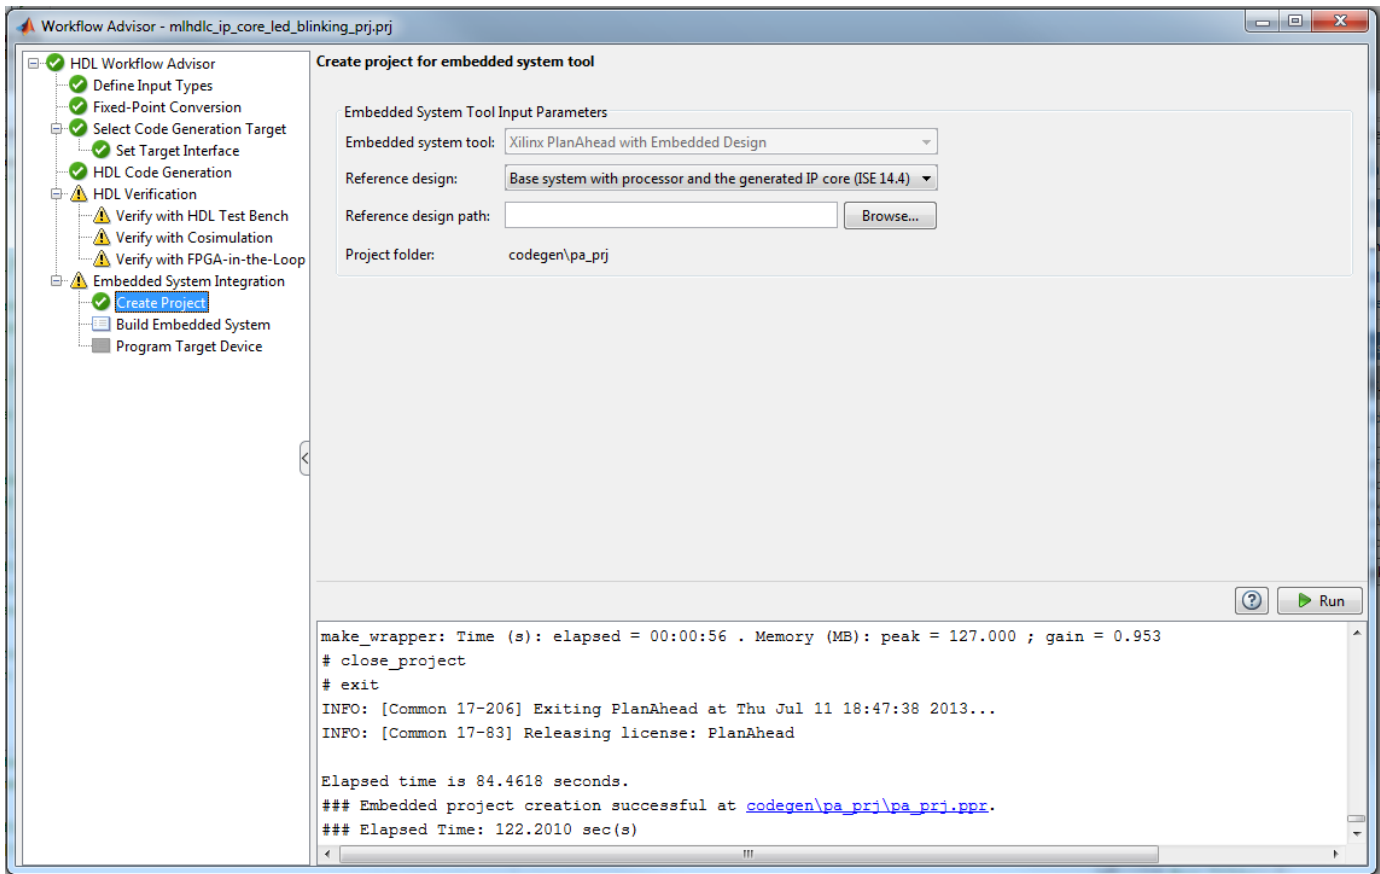 Workflow Advisor - mlhdlc_ip_core_led_blinking_prj.prj
HDL Workflow Advisor
Define Input Types
Fixed-Point Conversion
Select Code Generation Target
Set Target Interface
HDL Code Generation
HDL Verification
Verify with HDL Test Bench
Verify with Cosimulation
Verify with FPGA-in-the-Loop
Embedded System Integration
Create Project
Build Embedded System
Program Target Device
Create project for embedded system tool
Embedded System Tool Input Parameters
Embedded system tool: Xilinx PlanAhead with Embedded Design
Reference design: Base system with processor and the generated IP core (ISE 14.4)
Reference design path: Browse...
Project folder: codegen\pa_prj
? Run
make_wrapper: Time (s): elapsed = 00:00:56 . Memory (MB): peak = 127.000 ; gain = 0.953
# close_project
# exit
INFO: [Common 17-206] Exiting PlanAhead at Thu Jul 11 18:47:38 2013...
INFO: [Common 17-83] Releasing license: PlanAhead
Elapsed time is 84.4618 seconds.
### Embedded project creation successful at codegen\pa_prj\pa_prj.ppr.
### Elapsed Time: 122.2010 sec(s)